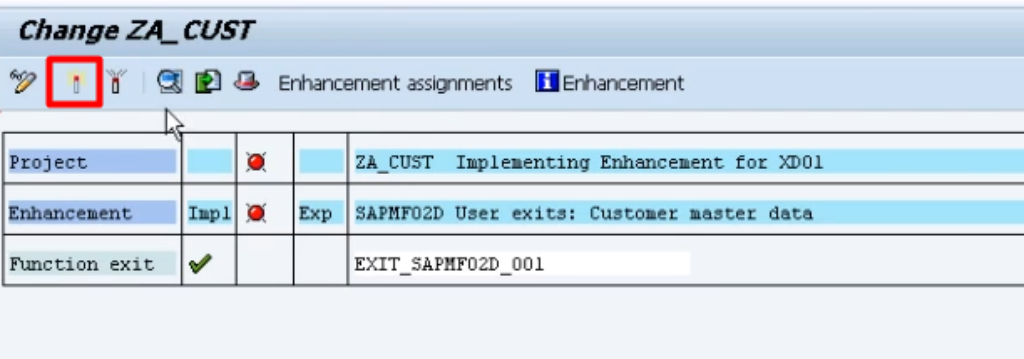 Change ZA_CUST
Enhancement assignments Enhancement
Project ZA_CUST Implementing Enhancement for XD01
Enhancement Impl Exp SAPMF02D User exits: Customer master data
Function exit EXIT_SAPMF02D_001